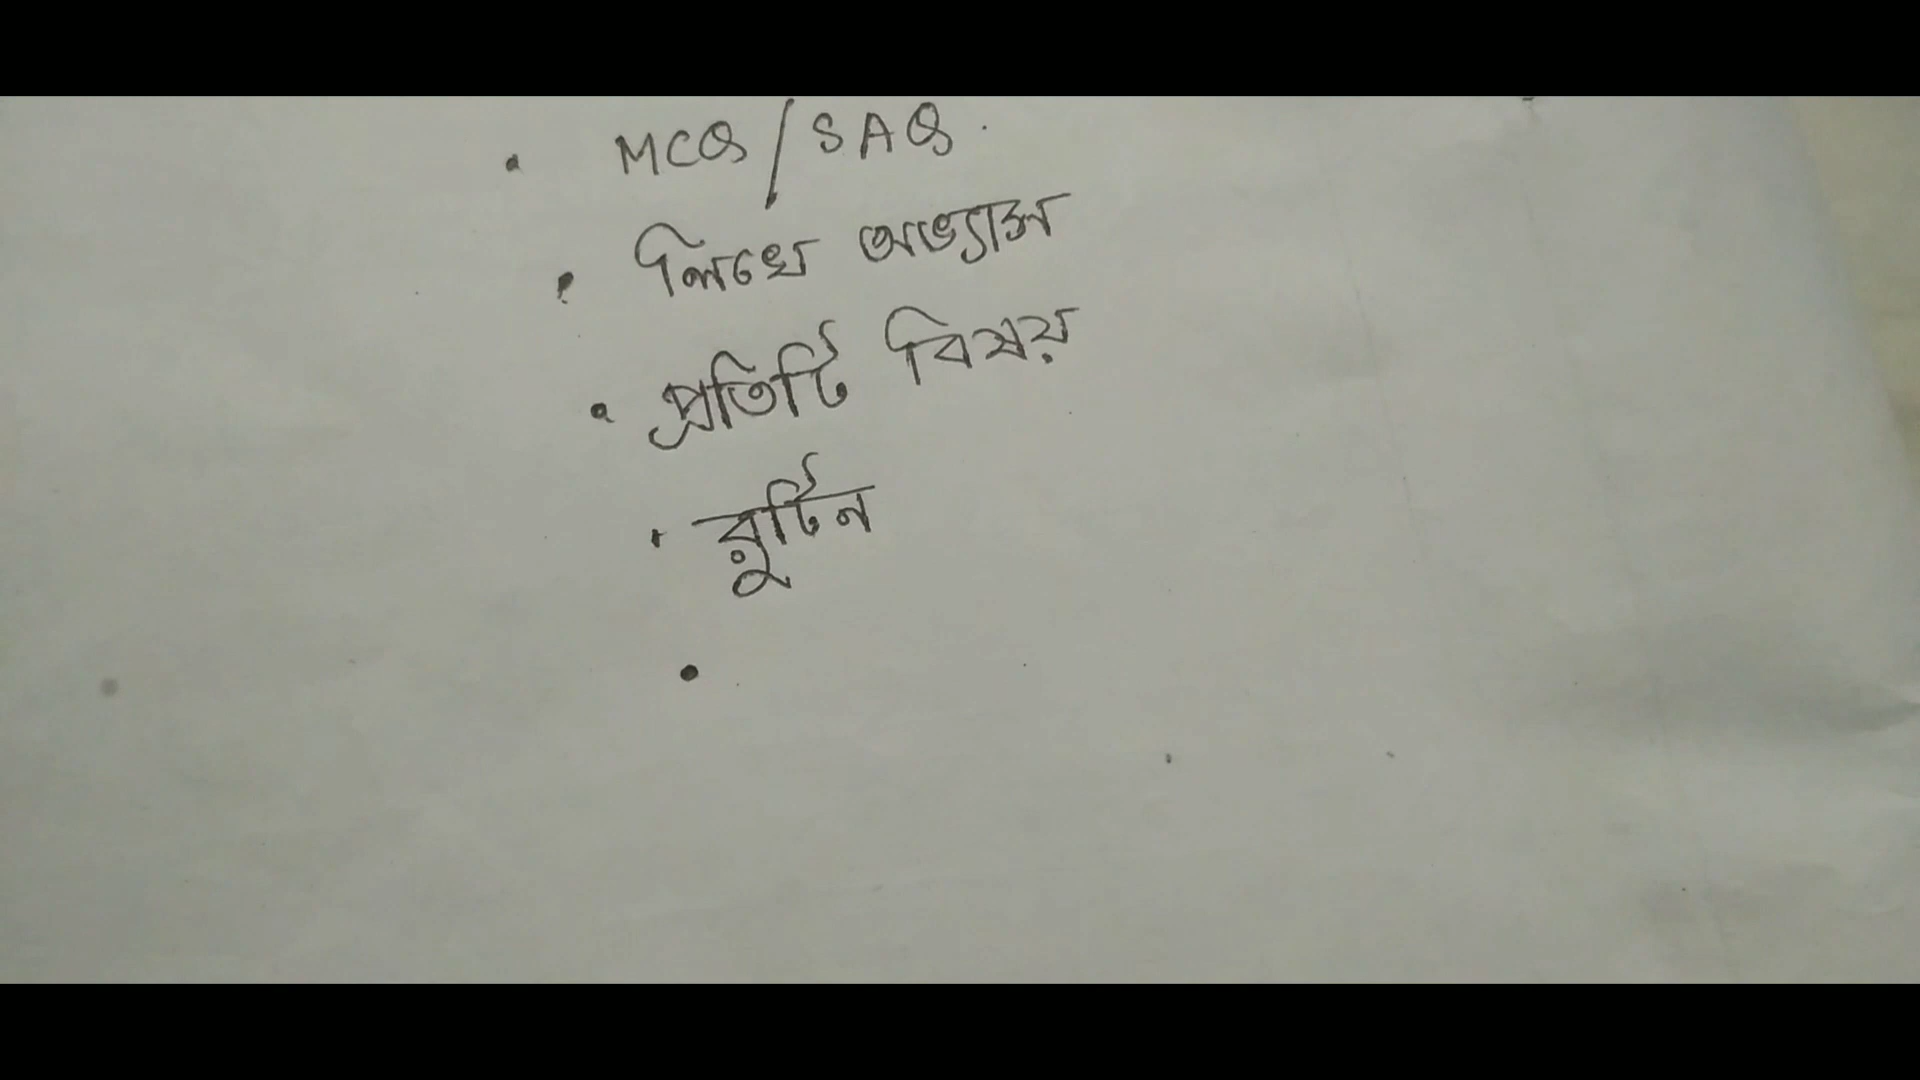 • MCQ / SAQ.
• লিখে অভ্যাস
• প্রতিটি বিষয়
• রুটিন
•